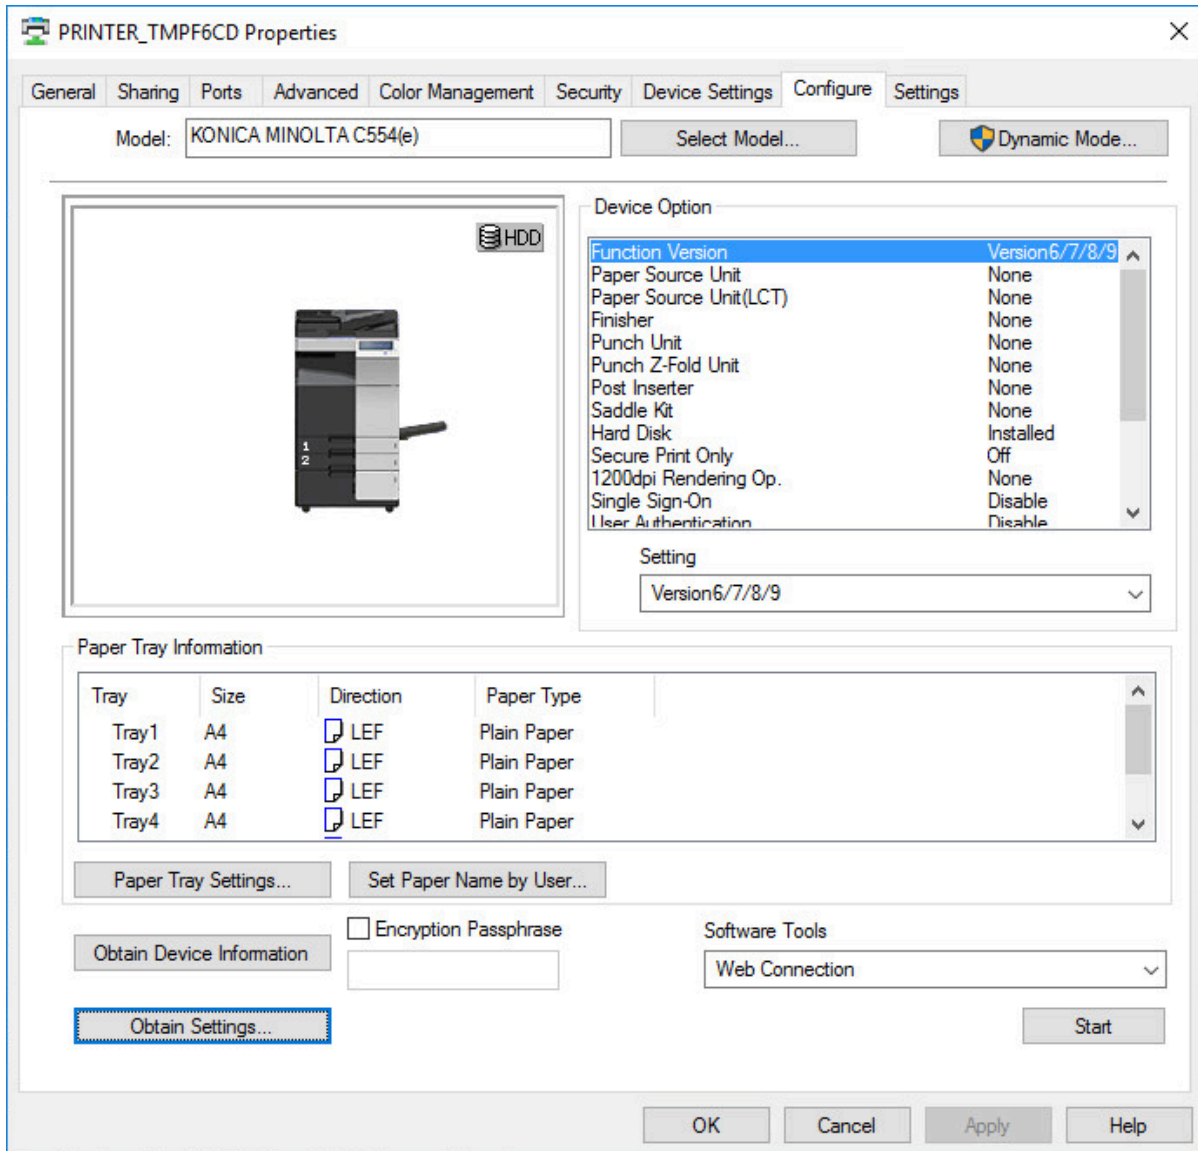 PRINTER_TMPF6CD Properties
General Sharing Ports Advanced Color Management Security Device Settings Configure Settings
Model: KONICA MINOLTA C554(e) Select Model... Dynamic Mode...
HDD
1
2
Device Option
Function Version Version6/7/8/9
Paper Source Unit None
Paper Source Unit(LCT) None
Finisher None
Punch Unit None
Punch Z-Fold Unit None
Post Inserter None
Saddle Kit None
Hard Disk Installed
Secure Print Only Off
1200dpi Rendering Op. None
Single Sign-On Disable
User Authentication Disable
Setting
Version6/7/8/9
Paper Tray Information
Tray Size Direction Paper Type
Tray1 A4 LEF Plain Paper
Tray2 A4 LEF Plain Paper
Tray3 A4 LEF Plain Paper
Tray4 A4 LEF Plain Paper
Paper Tray Settings... Set Paper Name by User...
Obtain Device Information
Encryption Passphrase
Software Tools
Web Connection
Obtain Settings... Start
OK Cancel Apply Help